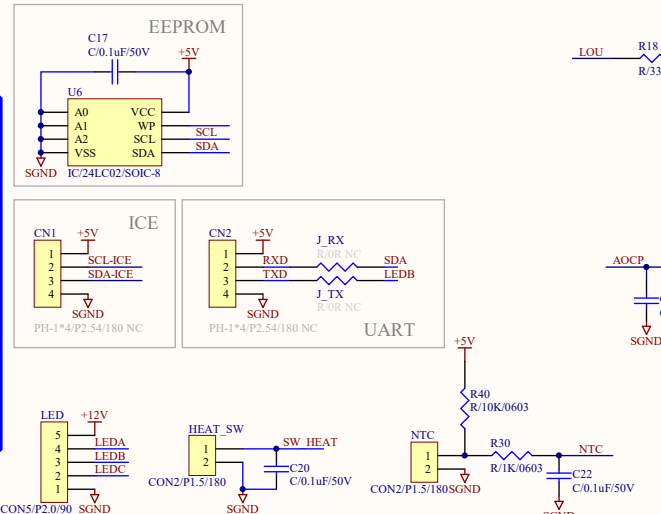 EEPROM
C17
C/0.1uF/50V
+5V
U6
A0
A1
A2
VSS
VCC
WP
SCL
SDA
SCL
SDA
SGND
IC/24LC02/SOIC-8
LOU
R18
R/33
ICE
CN1
+5V
1
2
3
4
SCL-ICE
SDA-ICE
SGND
PH-1*4/P2.54/180 NC
CN2
+5V
1
2
3
4
RXD
TXD
J_RX
R/0R NC
SDA
LEDB
J_TX
R/0R NC
SGND
PH-1*4/P2.54/180 NC
UART
AOCP
SGND
+5V
R40
R/10K/0603
LED
+12V
5
4
3
2
1
LEDA
LEDB
LEDC
CON5/P2.0/90
SGND
HEAT_SW
1
2
SW_HEAT
C20
C/0.1uF/50V
CON2/P1.5/180
SGND
NTC
1
2
R30
R/1K/0603
NTC
C22
C/0.1uF/50V
CON2/P1.5/180
SGND
SGND